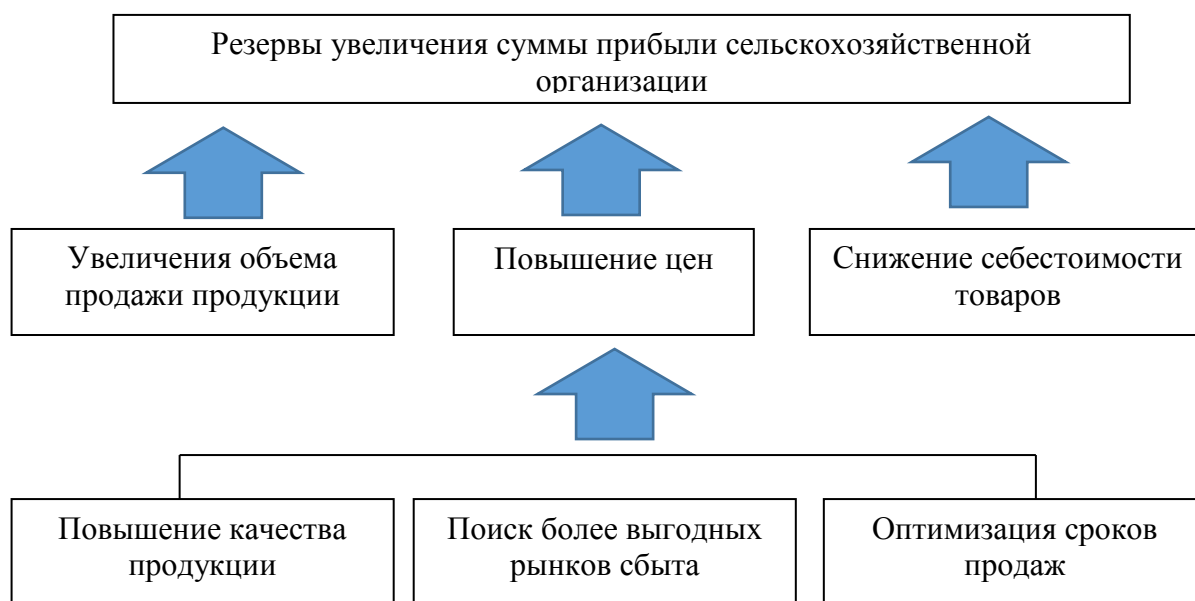 Резервы увеличения суммы прибыли сельскохозяйственной
организации
Увеличения объема
продажи продукции
Повышение цен
Снижение себестоимости
товаров
Повышение качества
продукции
Поиск более выгодных
рынков сбыта
Оптимизация сроков
продаж